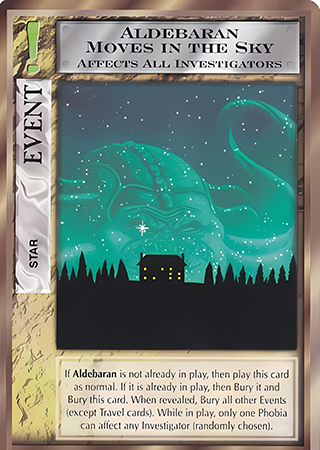 ALDEBARAN
MOVES IN THE SKY
AFFECTS ALL INVESTIGATORS
!
EVENT
STAR
If Aldebaran is not already in play, then play this card
as normal. If it is already in play, then Bury it and
Bury this card. When revealed, Bury all other Events
(except Travel cards). While in play, only one Phobia
can affect any Investigator (randomly chosen).